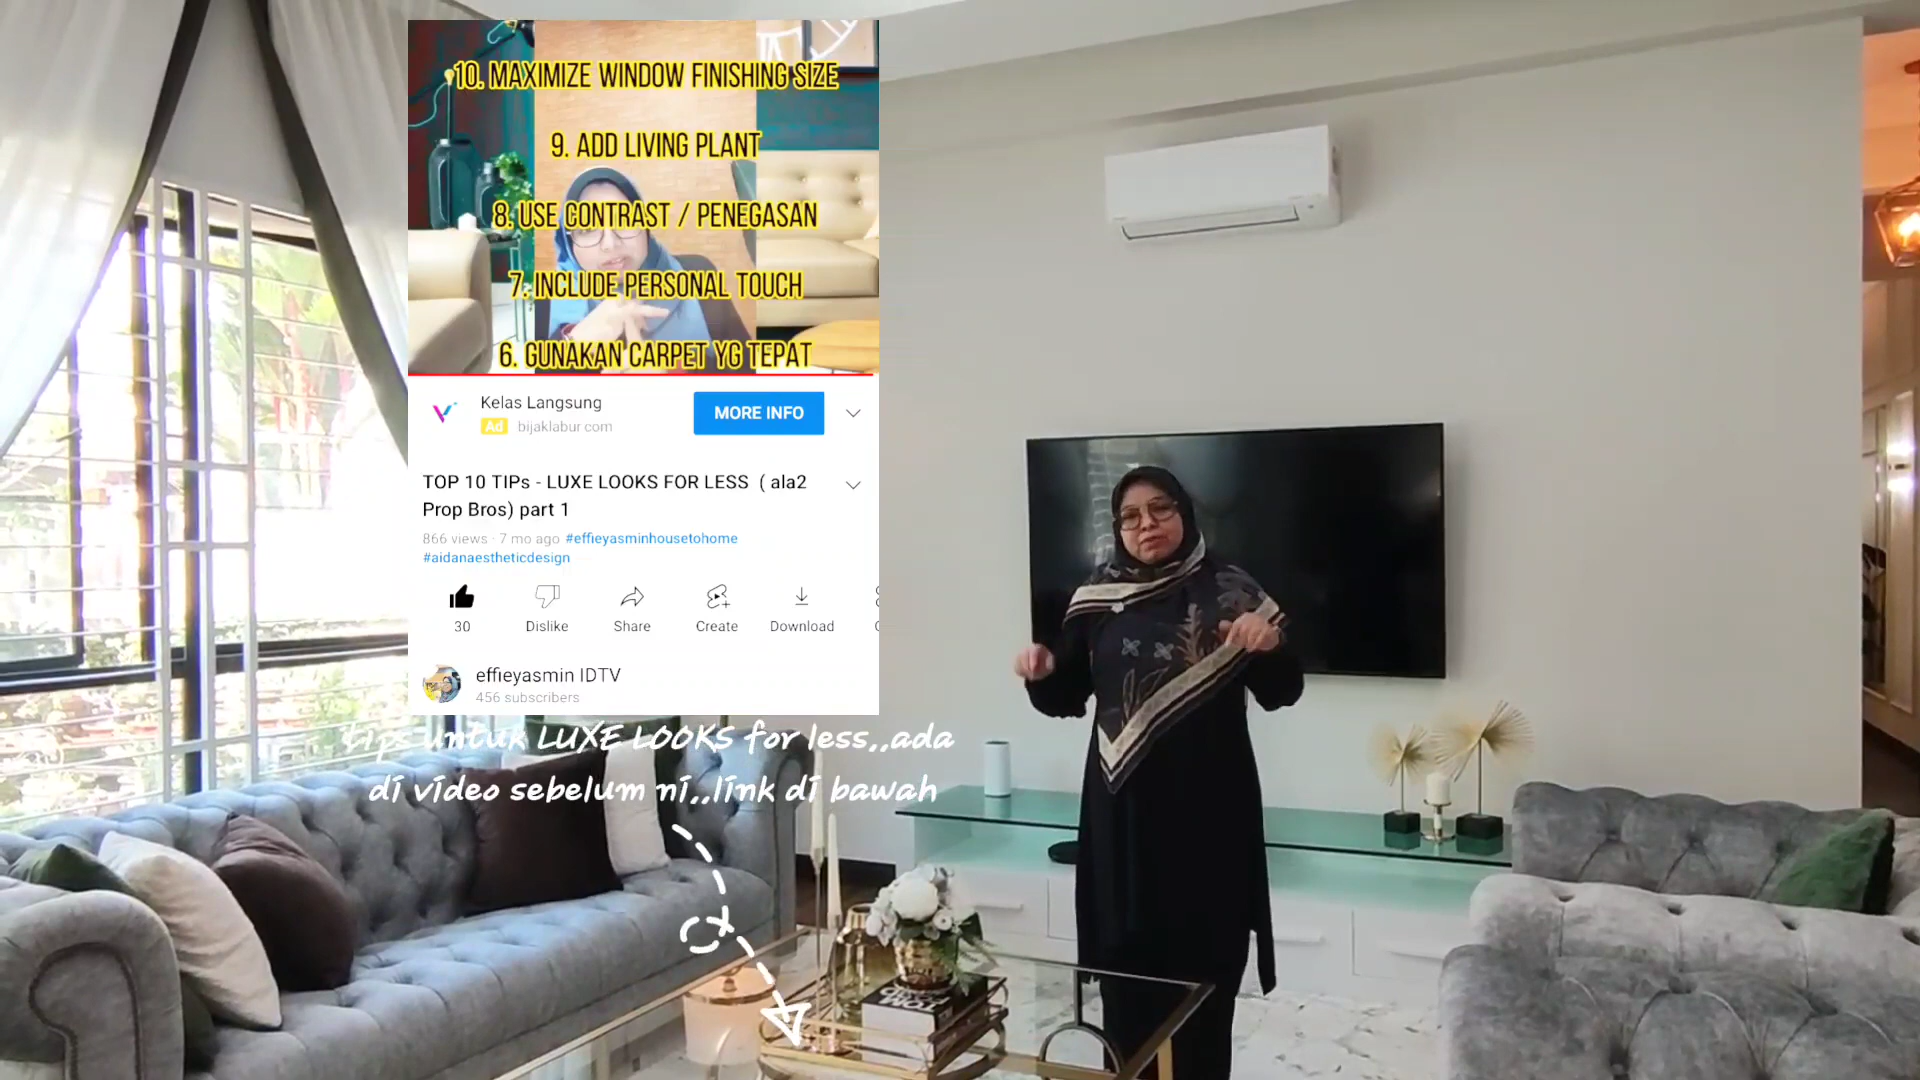 10. MAXIMIZE WINDOW FINISHING SIZE
9. ADD LIVING PLANT
8. USE CONTRAST / PENEGASAN
7. INCLUDE PERSONAL TOUCH
6. GUNAKAN CARPET YG TEPAT
Kelas Langsung
MORE INFO
Ad bijaklabur.com
TOP 10 TIPs - LUXE LOOKS FOR LESS ( ala2
Prop Bros) part 1
866 views · 7 mo ago #effieyasminhousetohome
#aidanaestheticdesign
30 Dislike Share Create Download
effieyasmin IDTV
456 subscribers
tips untuk LUXE LOOKS for less,,ada
di video sebelum ni,,link di bawah